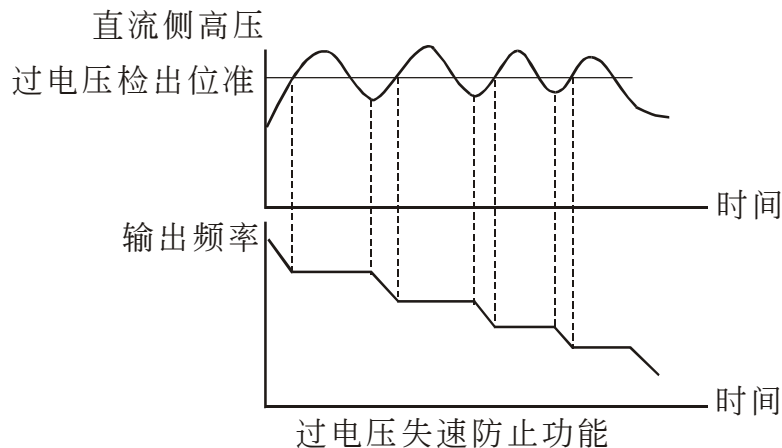 直流侧高压
过电压检出位准
时间
输出频率
时间
过电压失速防止功能